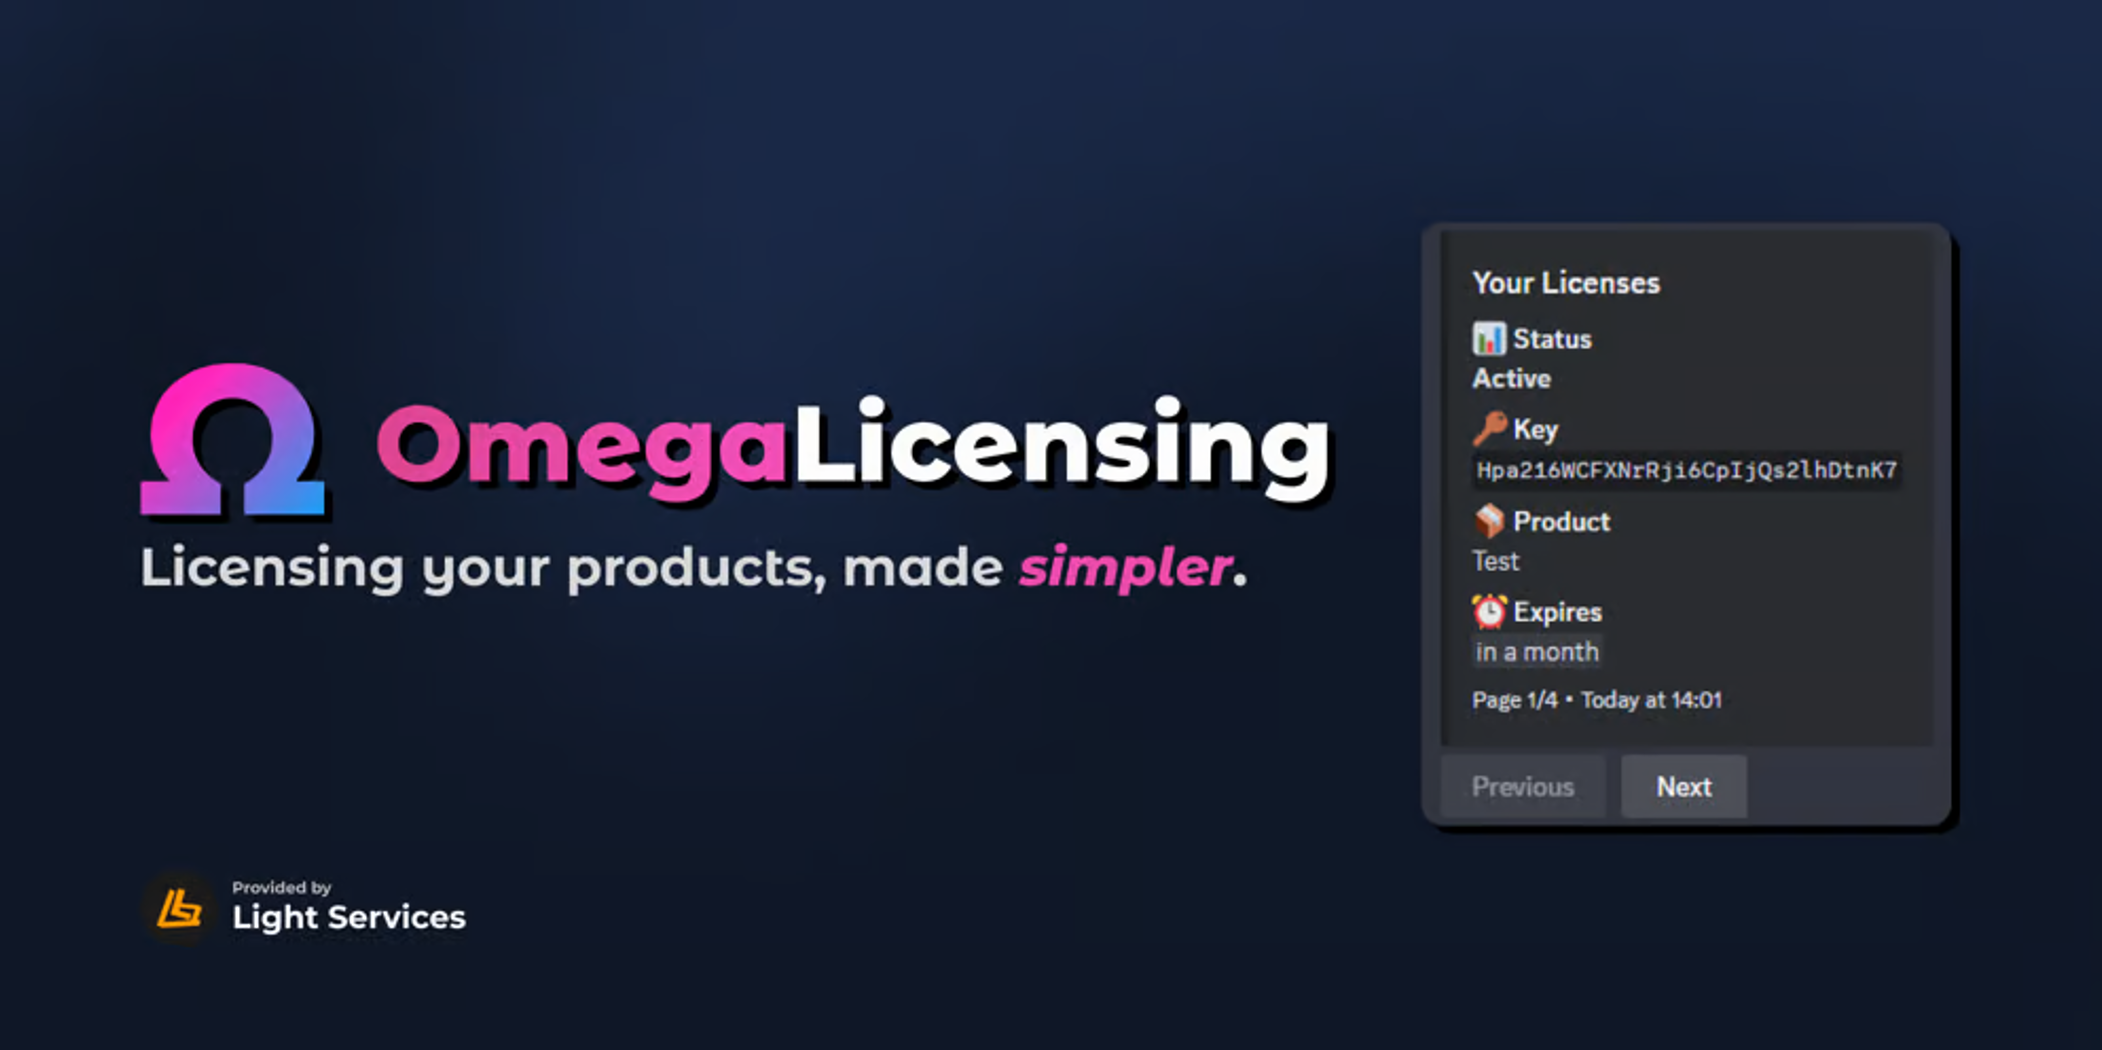 Ω OmegaLicensing
Licensing your products, made simpler.
Provided by
Light Services
Your Licenses
Status
Active
Key
Hpa216WCFXNrRji6CpIjQs2lhDtnK7
Product
Test
Expires
in a month
Page 1/4 • Today at 14:01
Previous Next